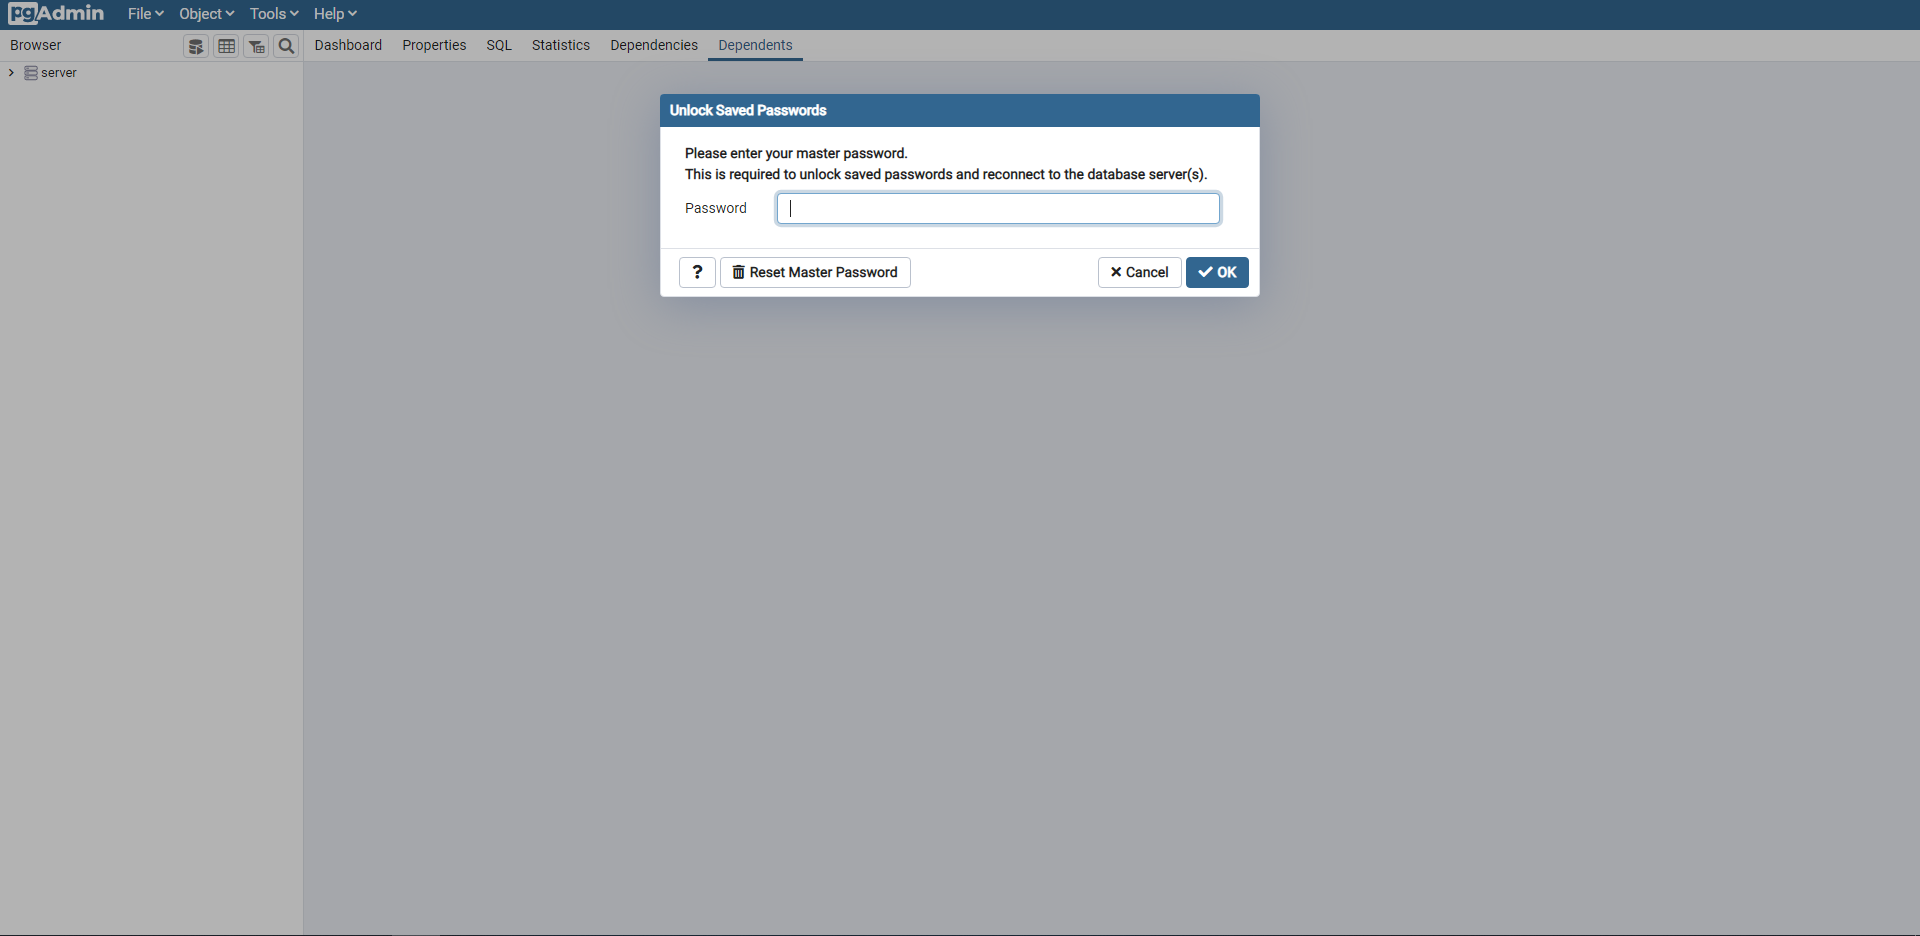 pgAdmin File Object Tools Help
Browser Dashboard Properties SQL Statistics Dependencies Dependents
server
Unlock Saved Passwords
Please enter your master password.
This is required to unlock saved passwords and reconnect to the database server(s).
Password
? Reset Master Password Cancel OK